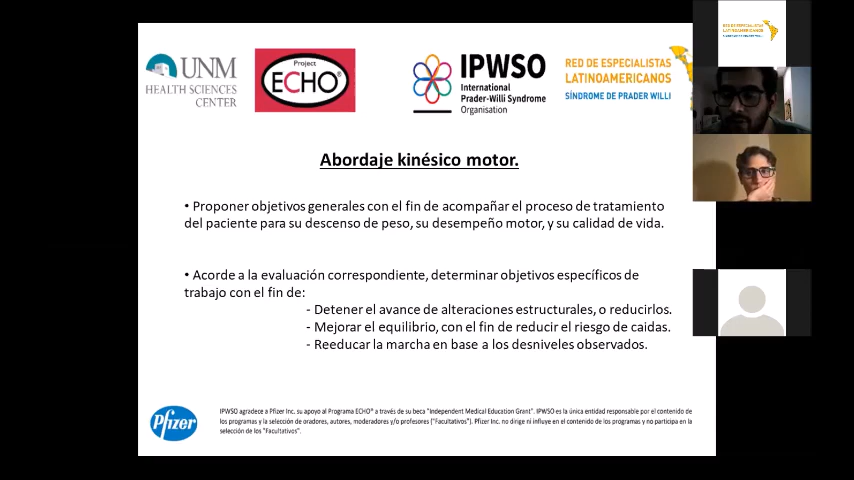 UNM
HEALTH SCIENCES
CENTER
Project
ECHO®
IPWSO
International
Prader-Willi Syndrome
Organisation
RED DE ESPECIALISTAS
LATINOAMERICANOS
SÍNDROME DE PRADER WILLI
RED DE ESPECIALISTAS
LATINOAMERICANOS
Abordaje kinésico motor.
• Proponer objetivos generales con el fin de acompañar el proceso de tratamiento
del paciente para su descenso de peso, su desempeño motor, y su calidad de vida.
• Acorde a la evaluación correspondiente, determinar objetivos específicos de
trabajo con el fin de:
- Detener el avance de alteraciones estructurales, o reducirlos.
- Mejorar el equilibrio, con el fin de reducir el riesgo de caidas.
- Reeducar la marcha en base a los desniveles observados.
Pfizer
IPWSO agradece a Pfizer Inc. su apoyo al Programa ECHO® a través de su beca "Independent Medical Education Grant". IPWSO es la única entidad responsable por el contenido de
los programas y la selección de oradores, autores, moderadores y/o profesores ("Facultativos"). Pfizer Inc. no dirige ni influye en el contenido de los programas y no participa en la
selección de los "Facultativos".